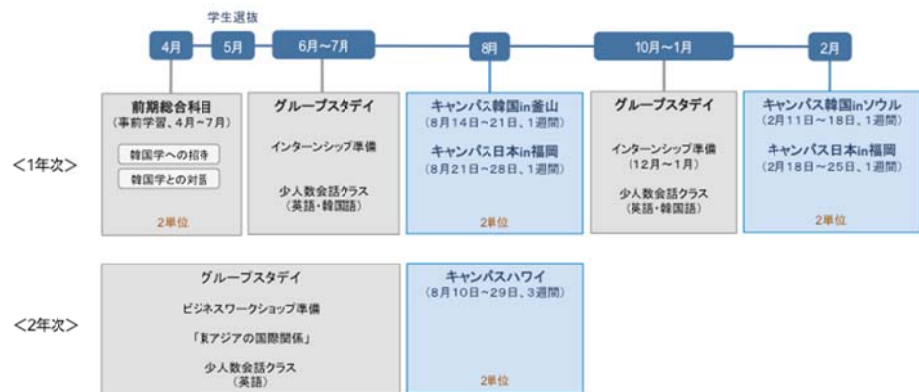 学生選抜
4月
5月
6月～7月
8月
10月～1月
2月
＜1年次＞
前期総合科目
(事前学習、4月～7月)
韓国学への招待
韓国学との対話
2単位
グループスタディ
インターンシップ準備
少人数会話クラス
(英語・韓国語)
キャンパス韓国in釜山
(8月14日~21日、1週間)
キャンパス日本in福岡
(8月21日~28日、1週間)
2単位
グループスタディ
インターンシップ準備
(12月～1月)
少人数会話クラス
(英語・韓国語)
キャンパス韓国inソウル
(2月11日～18日、1週間)
キャンパス日本in福岡
(2月18日～25日、1週間)
2単位
＜2年次＞
グループスタディ
ビジネスワークショップ準備
「東アジアの国際関係」
少人数会話クラス
(英語)
キャンパスハワイ
(8月10日~29日、3週間)
2単位